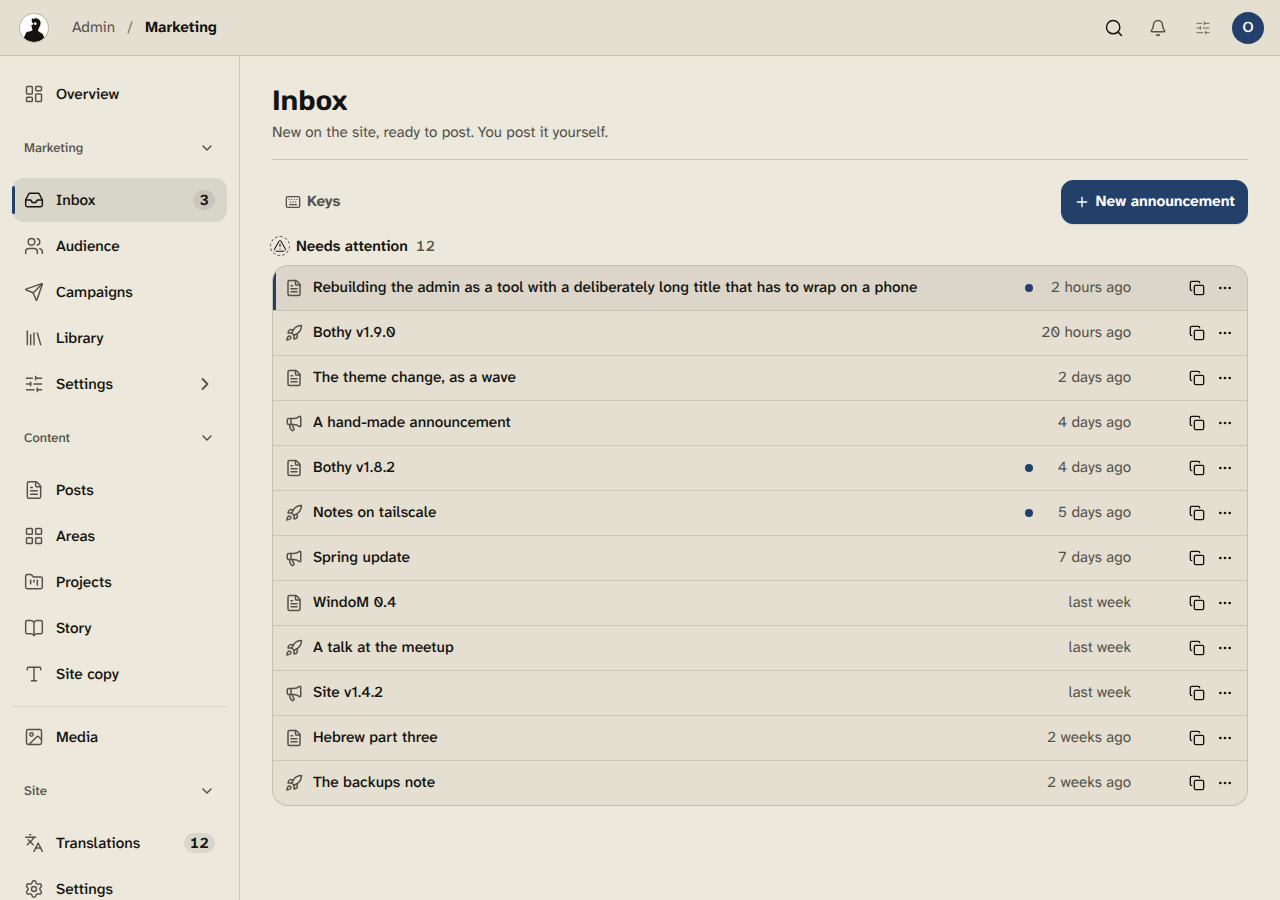 Admin / Marketing
O
Overview
Marketing
Inbox 3
Audience
Campaigns
Library
Settings
Content
Posts
Areas
Projects
Story
Site copy
Media
Site
Translations 12
Settings
Inbox
New on the site, ready to post. You post it yourself.
Keys
+ New announcement
Needs attention 12
Rebuilding the admin as a tool with a deliberately long title that has to wrap on a phone 2 hours ago
Bothy v1.9.0 20 hours ago
The theme change, as a wave 2 days ago
A hand-made announcement 4 days ago
Bothy v1.8.2 4 days ago
Notes on tailscale 5 days ago
Spring update 7 days ago
WindoM 0.4 last week
A talk at the meetup last week
Site v1.4.2 last week
Hebrew part three 2 weeks ago
The backups note 2 weeks ago